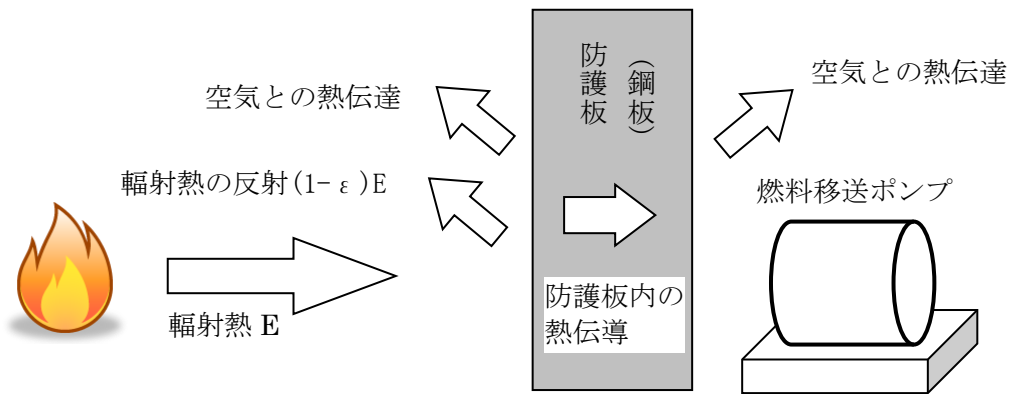 空気との熱伝達
輻射熱の反射(1-ε)E
輻射熱 E
防護板
(鋼板)
防護板内の
熱伝導
空気との熱伝達
燃料移送ポンプ